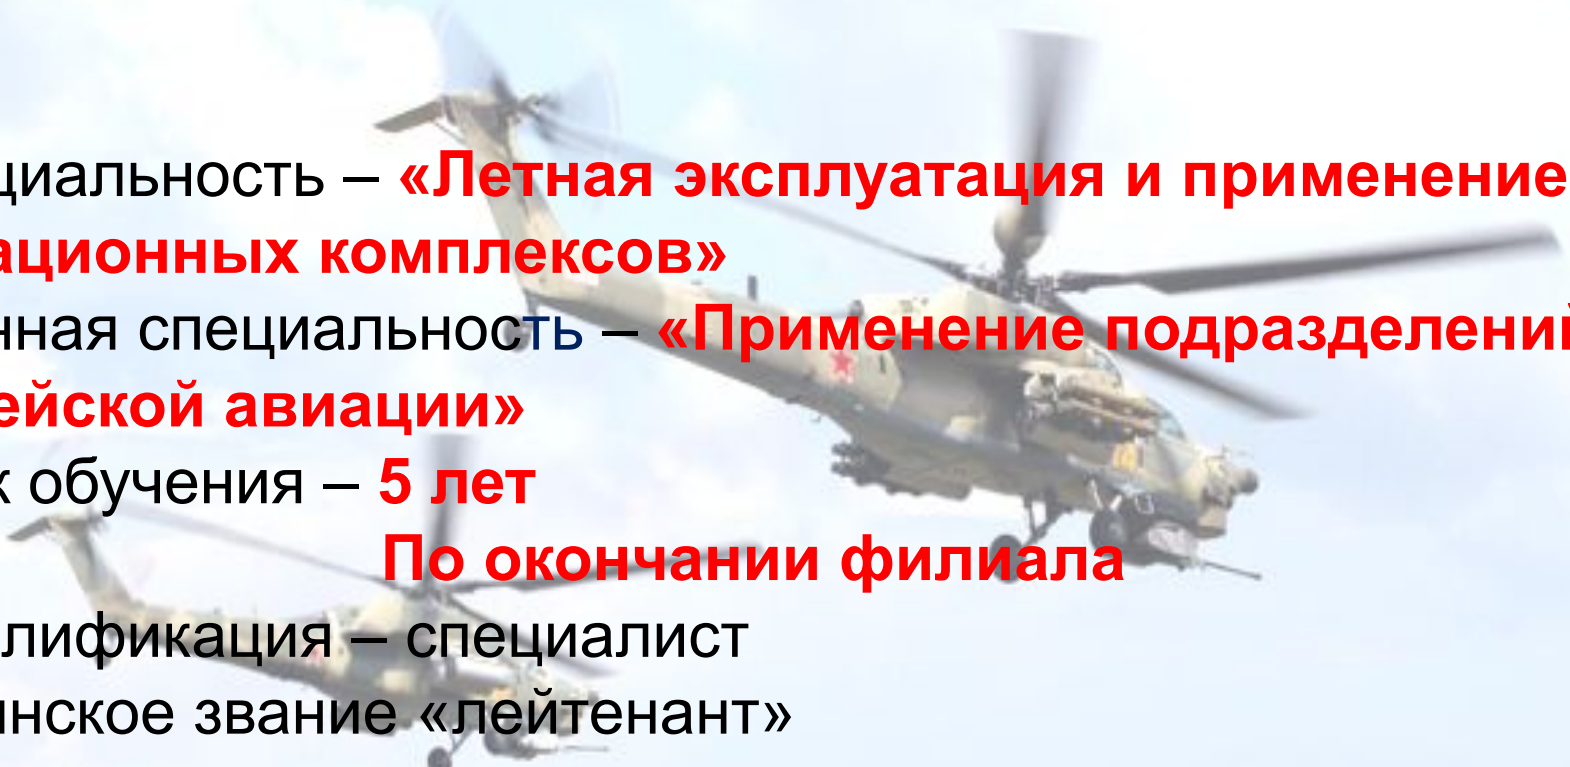 циальность – «Летная эксплуатация и применение
ационных комплексов»
нная специальность – «Применение подразделений
ейской авиации»
к обучения – 5 лет
По окончании филиала
лификация – специалист
инское звание «лейтенант»